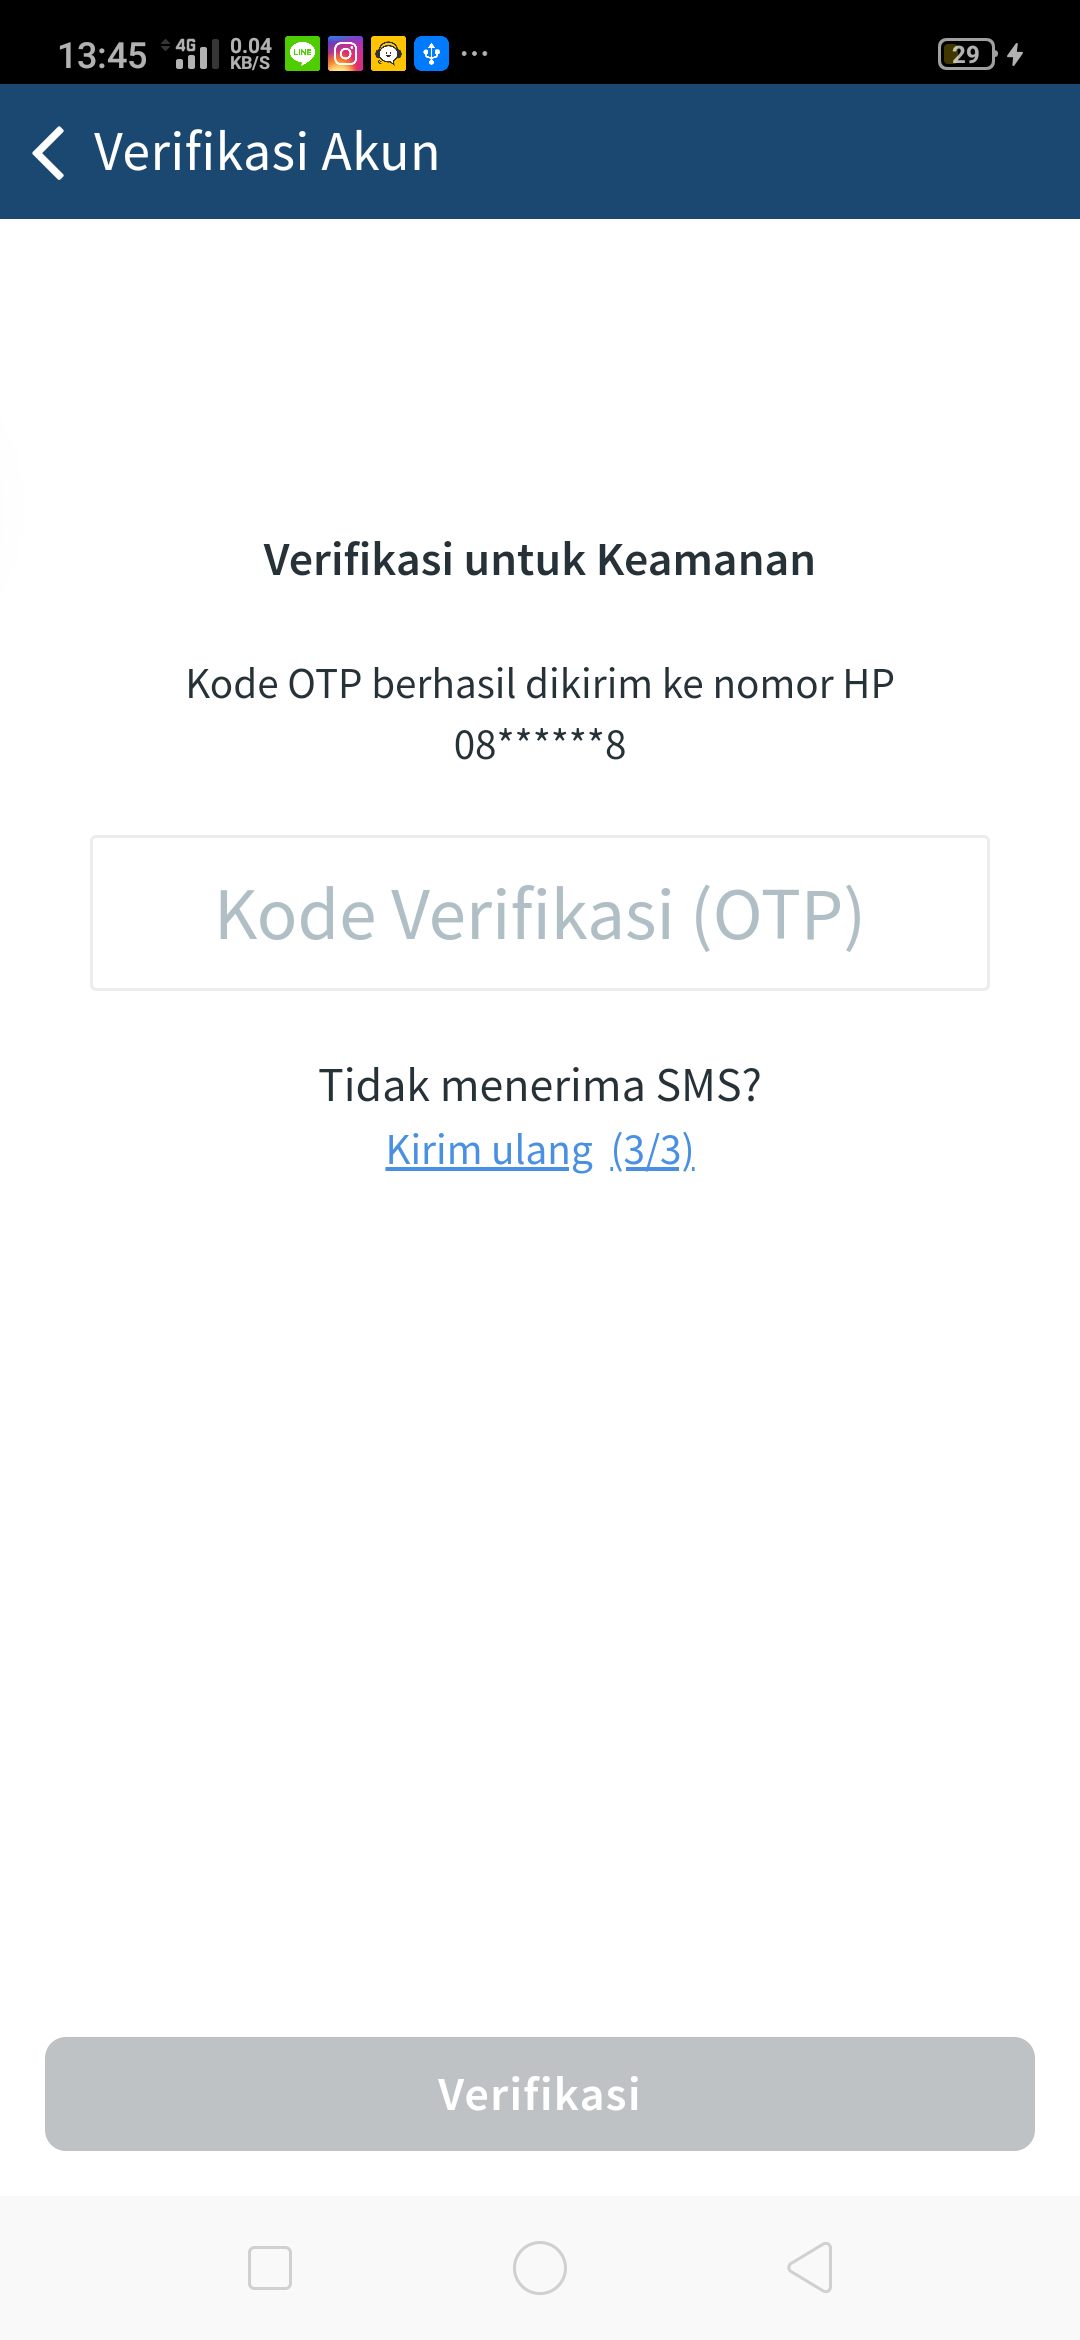 13:45 4G 0.04 KB/S LINE 29
Verifikasi Akun
Verifikasi untuk Keamanan
Kode OTP berhasil dikirim ke nomor HP
08******8
Kode Verifikasi (OTP)
Tidak menerima SMS?
Kirim ulang (3/3)
Verifikasi